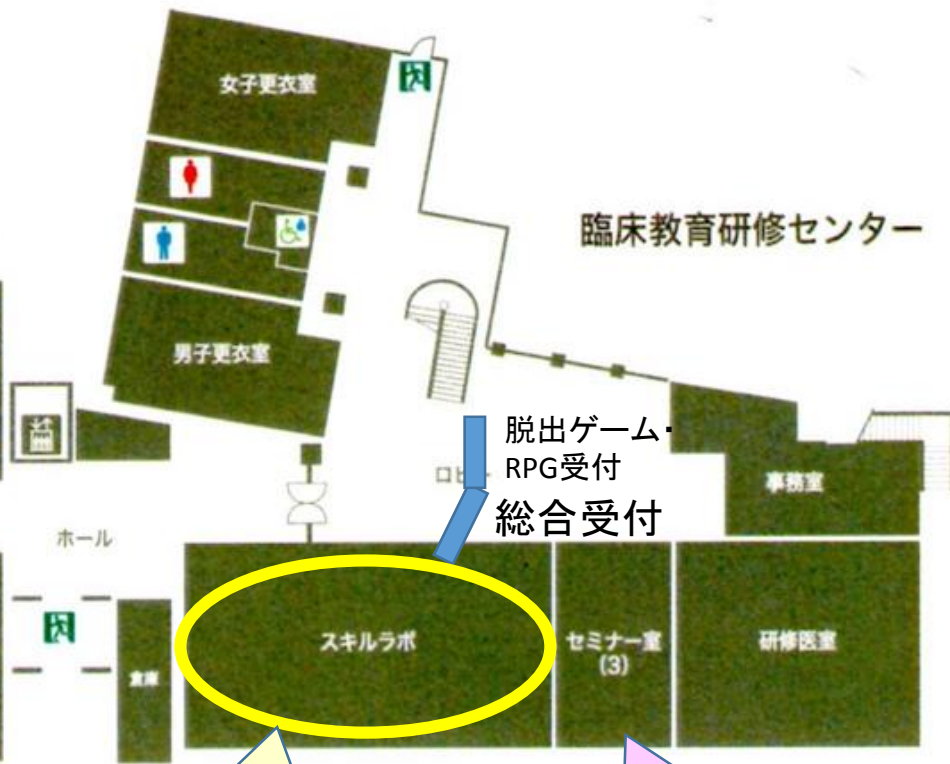 女子更衣室
臨床教育研修センター
男子更衣室
脱出ゲーム・
RPG受付
ロビー
総合受付
事務室
ホール
スキルラボ
セミナー室
(3)
研修医室
倉庫